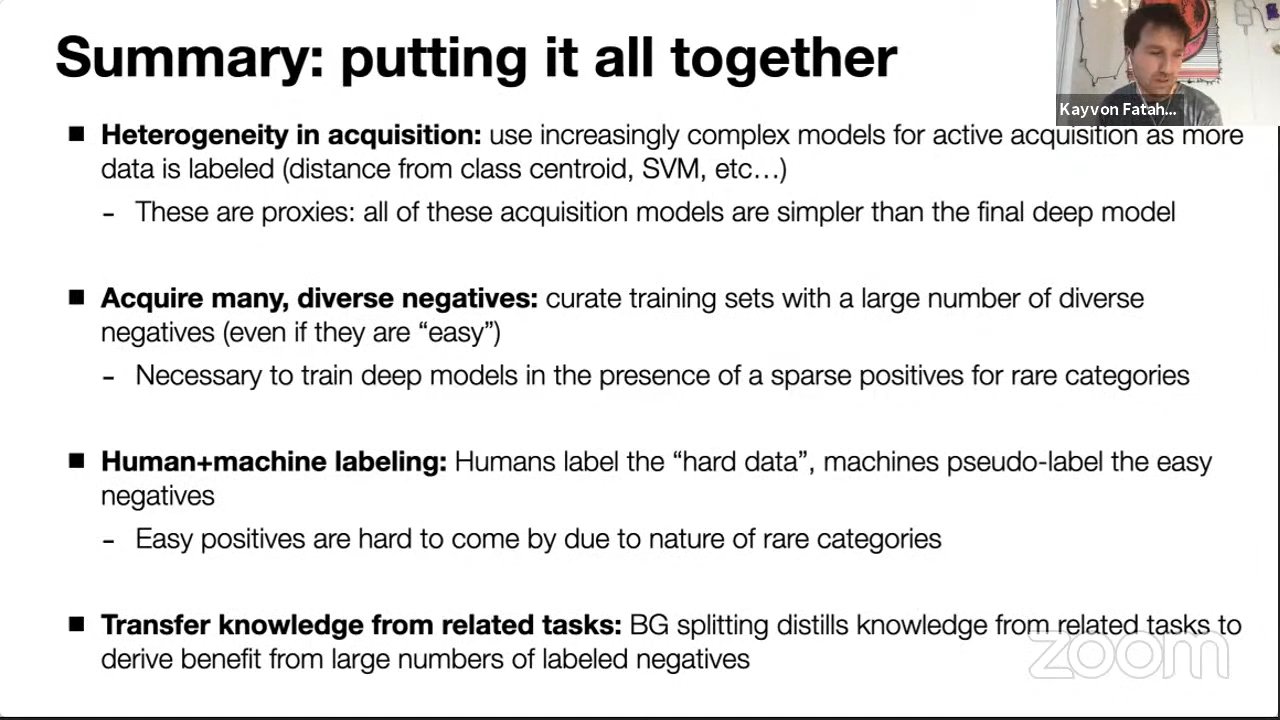 Summary: putting it all together
Kayvon Fatah...
■ Heterogeneity in acquisition: use increasingly complex models for active acquisition as more
data is labeled (distance from class centroid, SVM, etc…)
- These are proxies: all of these acquisition models are simpler than the final deep model
■ Acquire many, diverse negatives: curate training sets with a large number of diverse
negatives (even if they are “easy”)
- Necessary to train deep models in the presence of a sparse positives for rare categories
■ Human+machine labeling: Humans label the “hard data”, machines pseudo-label the easy
negatives
- Easy positives are hard to come by due to nature of rare categories
■ Transfer knowledge from related tasks: BG splitting distills knowledge from related tasks to
derive benefit from large numbers of labeled negatives
zoom